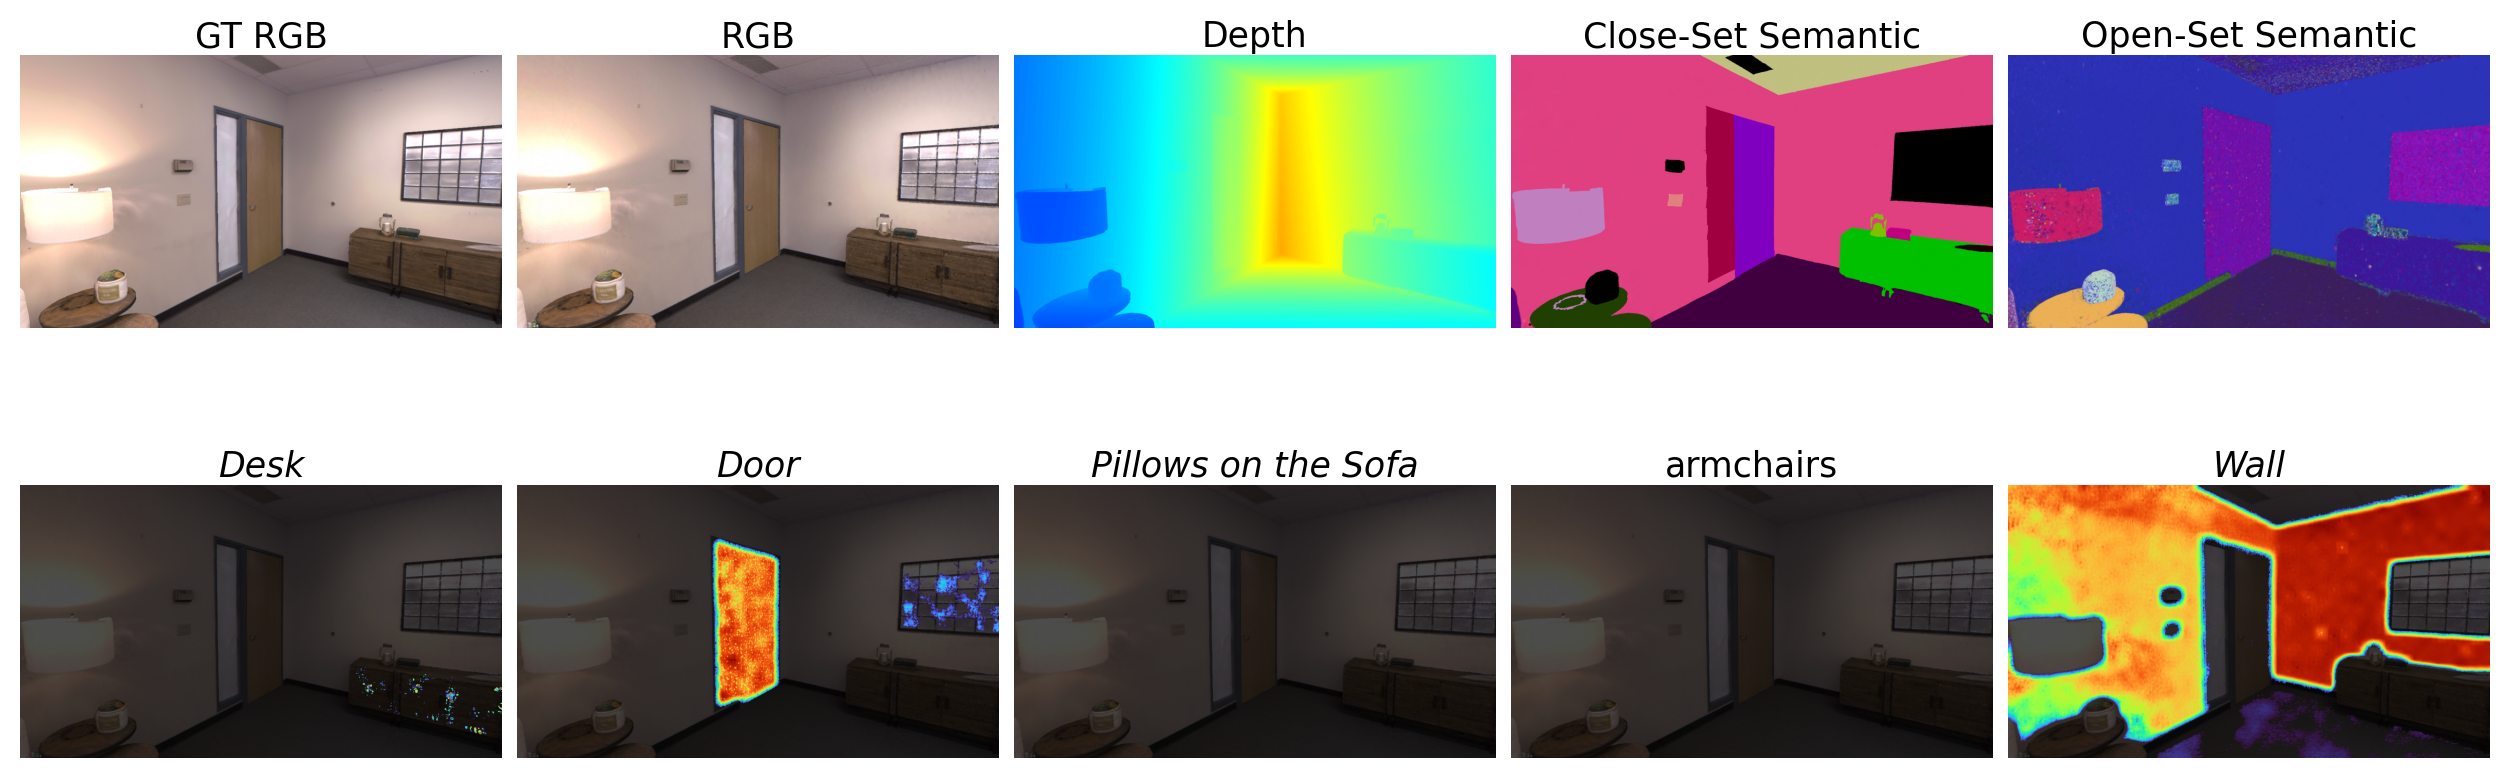 GT RGB
RGB
Depth
Close-Set Semantic
Open-Set Semantic
Desk
Door
Pillows on the Sofa
armchairs
Wall